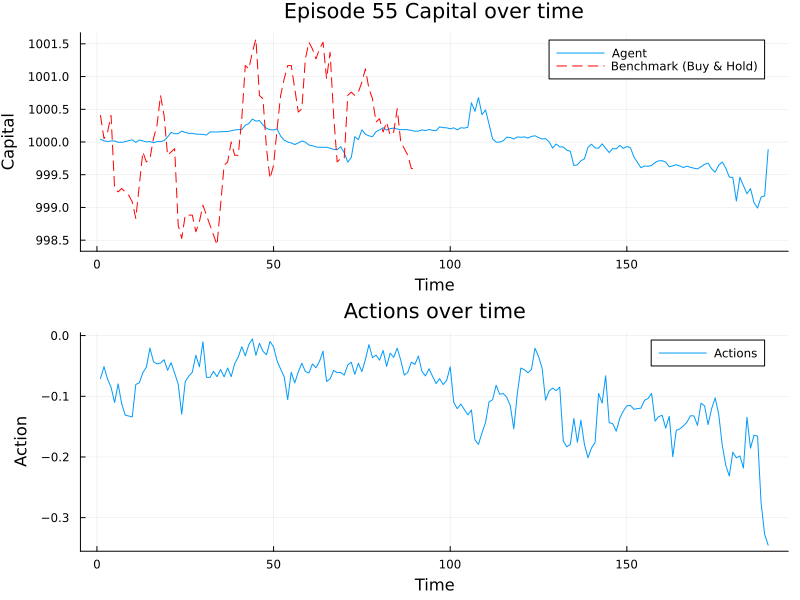 Episode 55 Capital over time
Capital
1001.5
1001.0
1000.5
1000.0
999.5
999.0
998.5
Agent
Benchmark (Buy & Hold)
0 50 100 150
Time
Actions over time
Action
0.0
−0.1
−0.2
−0.3
Actions
0 50 100 150
Time